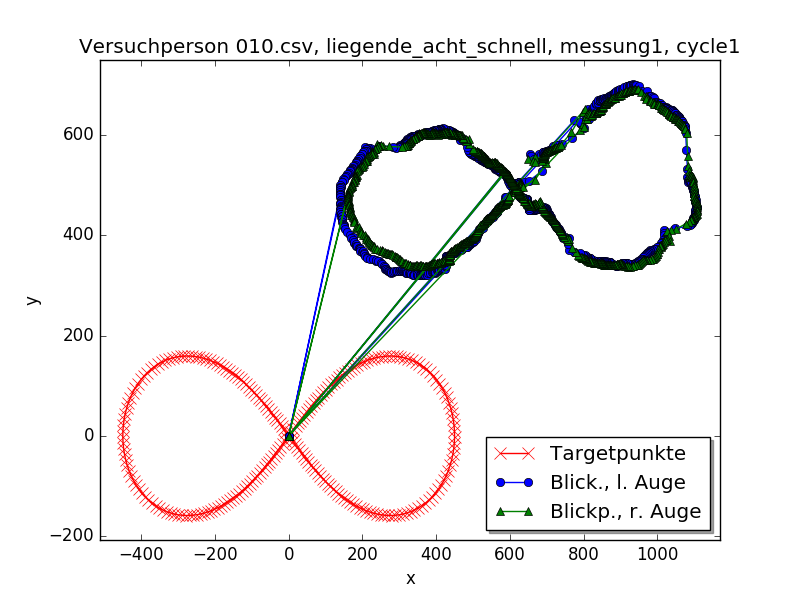 Versuchperson 010.csv, liegende_acht_schnell, messung1, cycle1
y
600
400
200
0
−200
−400
−200
0
200
400
600
800
1000
x
Targetpunkte
Blick., l. Auge
Blickp., r. Auge